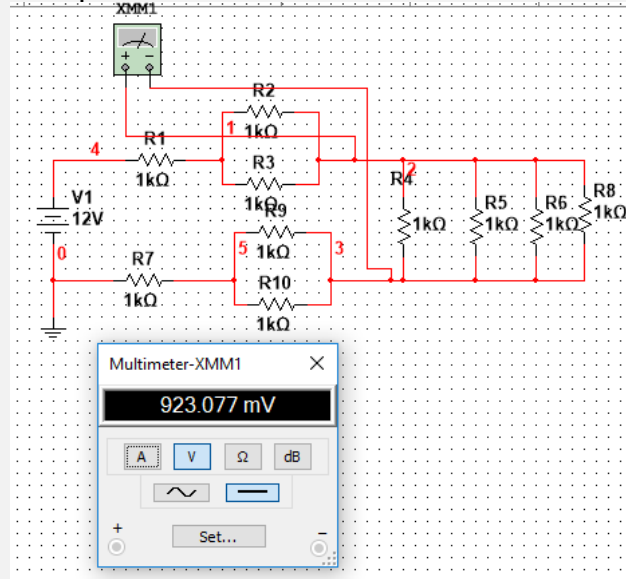 XMM1
+ −
R2
1 1kΩ
4 R1
1kΩ
R3
1kΩ
2
R4
1kΩ
R5
1kΩ
R6
1kΩ
R8
1kΩ
V1
12V
0
R9
5 1kΩ 3
R7
1kΩ
R10
1kΩ
Multimeter-XMM1 ×
923.077 mV
A V Ω dB
+ −
Set...